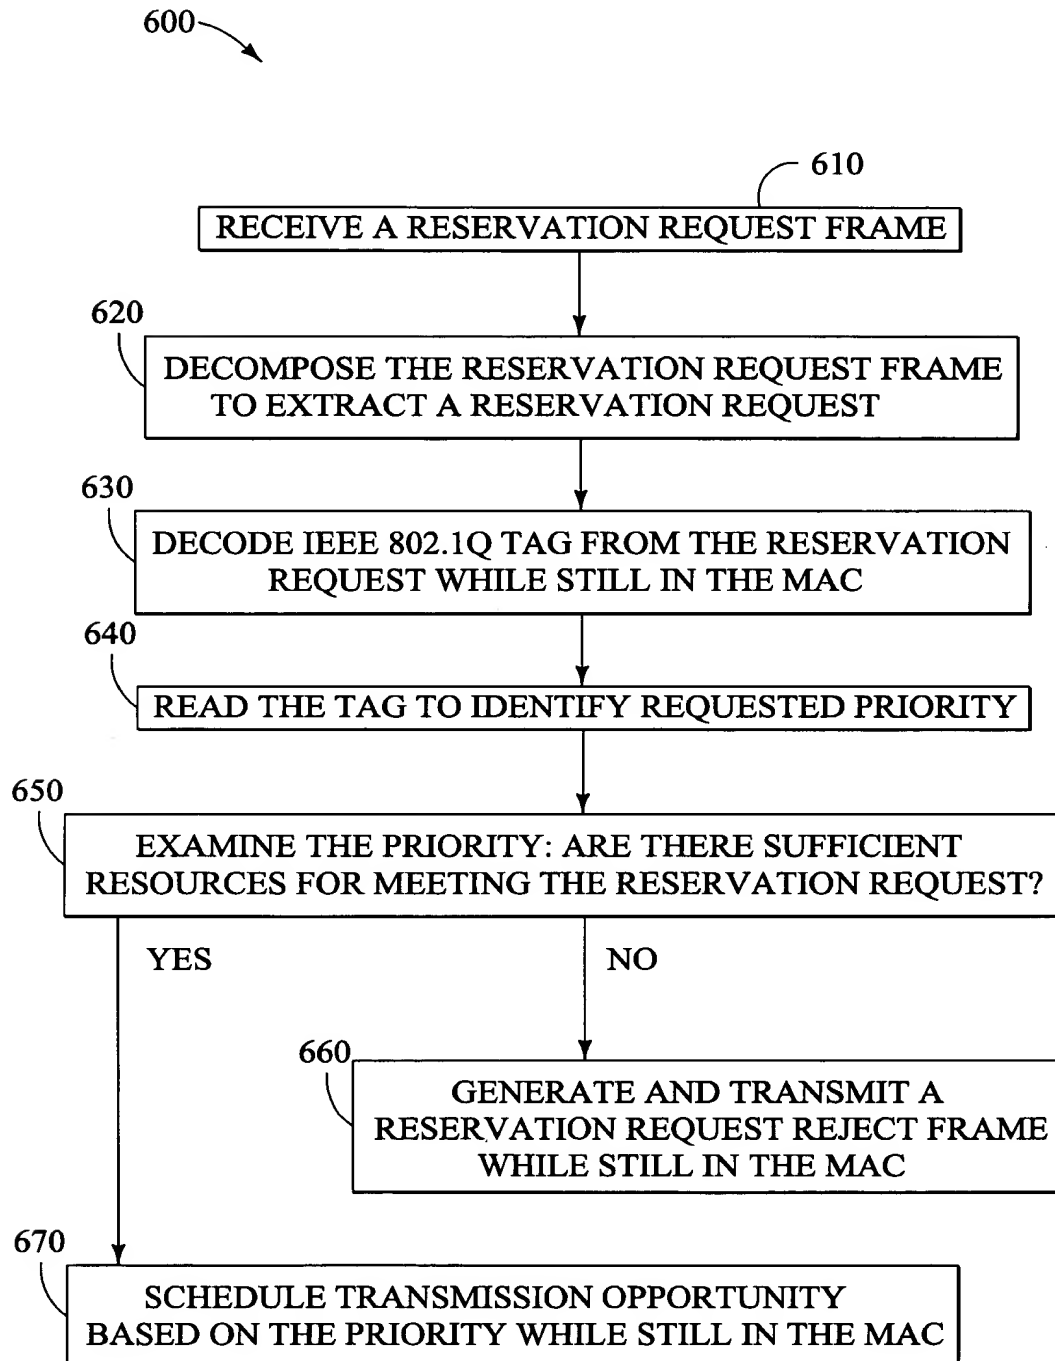 600
610
RECEIVE A RESERVATION REQUEST FRAME
620
DECOMPOSE THE RESERVATION REQUEST FRAME
TO EXTRACT A RESERVATION REQUEST
630
DECODE IEEE 802.1Q TAG FROM THE RESERVATION
REQUEST WHILE STILL IN THE MAC
640
READ THE TAG TO IDENTIFY REQUESTED PRIORITY
650
EXAMINE THE PRIORITY: ARE THERE SUFFICIENT
RESOURCES FOR MEETING THE RESERVATION REQUEST?
YES
NO
660
GENERATE AND TRANSMIT A
RESERVATION REQUEST REJECT FRAME
WHILE STILL IN THE MAC
670
SCHEDULE TRANSMISSION OPPORTUNITY
BASED ON THE PRIORITY WHILE STILL IN THE MAC